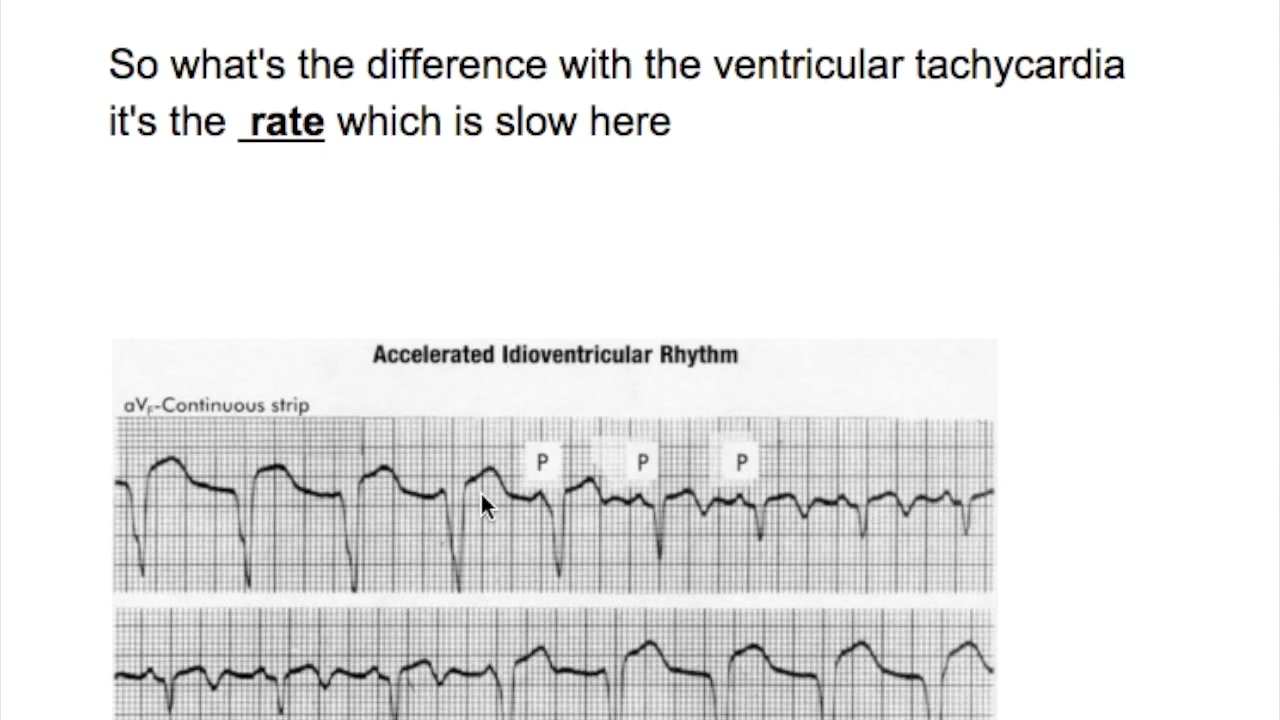 So what's the difference with the ventricular tachycardia
it's the rate which is slow here
Accelerated Idioventricular Rhythm
aVF-Continuous strip
P P P